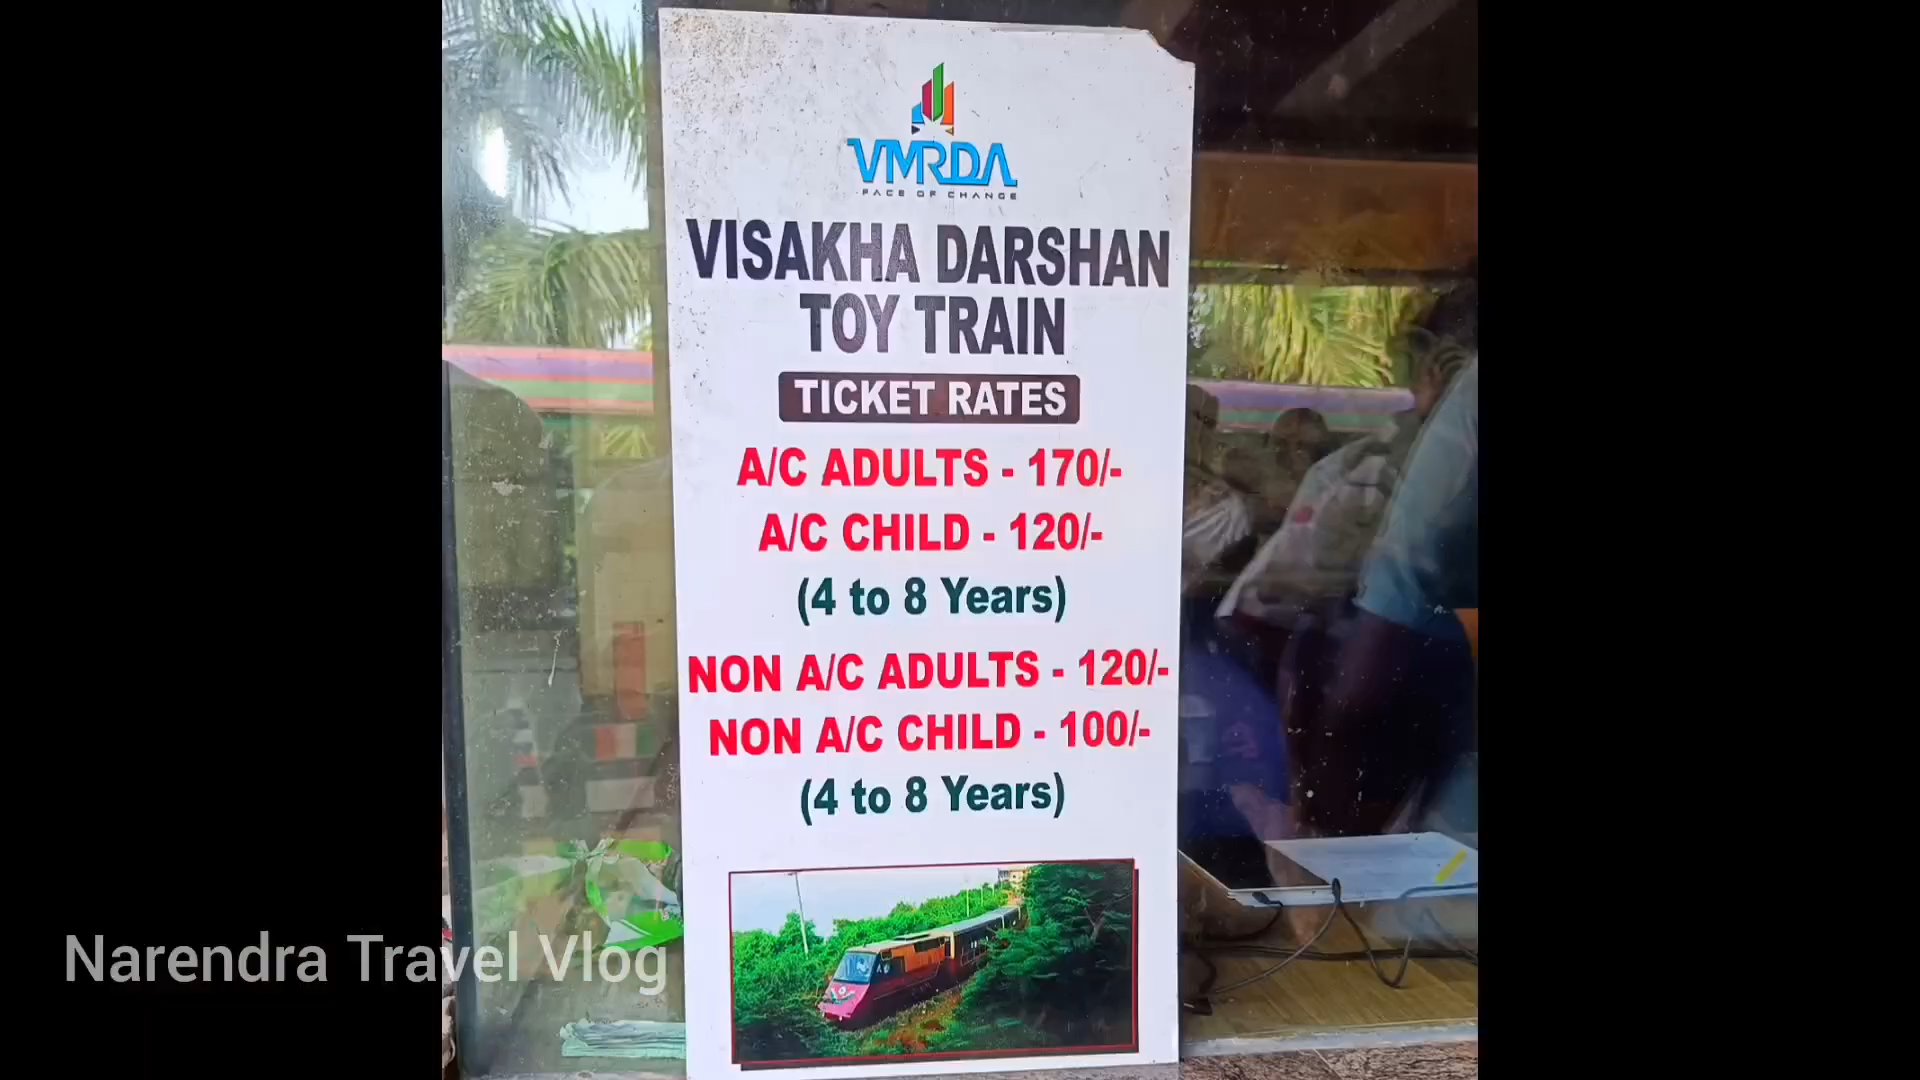 VMRDA
FACE OF CHANGE
VISAKHA DARSHAN
TOY TRAIN
TICKET RATES
A/C ADULTS - 170/-
A/C CHILD - 120/-
(4 to 8 Years)
NON A/C ADULTS - 120/-
NON A/C CHILD - 100/-
(4 to 8 Years)
Narendra Travel Vlog